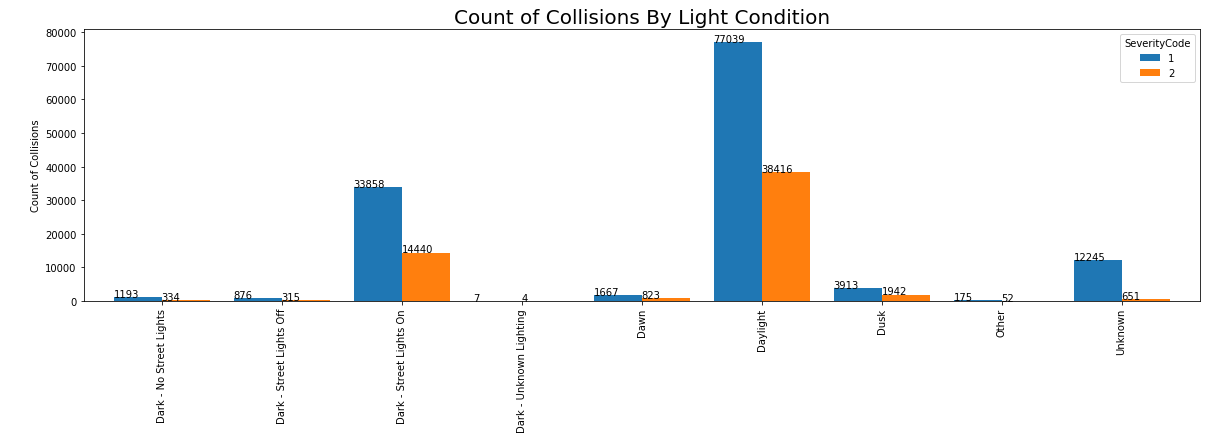 Count of Collisions By Light Condition
SeverityCode
1
2
Count of Collisions
80000
70000
60000
50000
40000
30000
20000
10000
0
1193
334
876
315
33858
14440
7
4
1667
823
77039
38416
3913
1942
175
52
12245
651
Dark - No Street Lights
Dark - Street Lights Off
Dark - Street Lights On
Dark - Unknown Lighting
Dawn
Daylight
Dusk
Other
Unknown